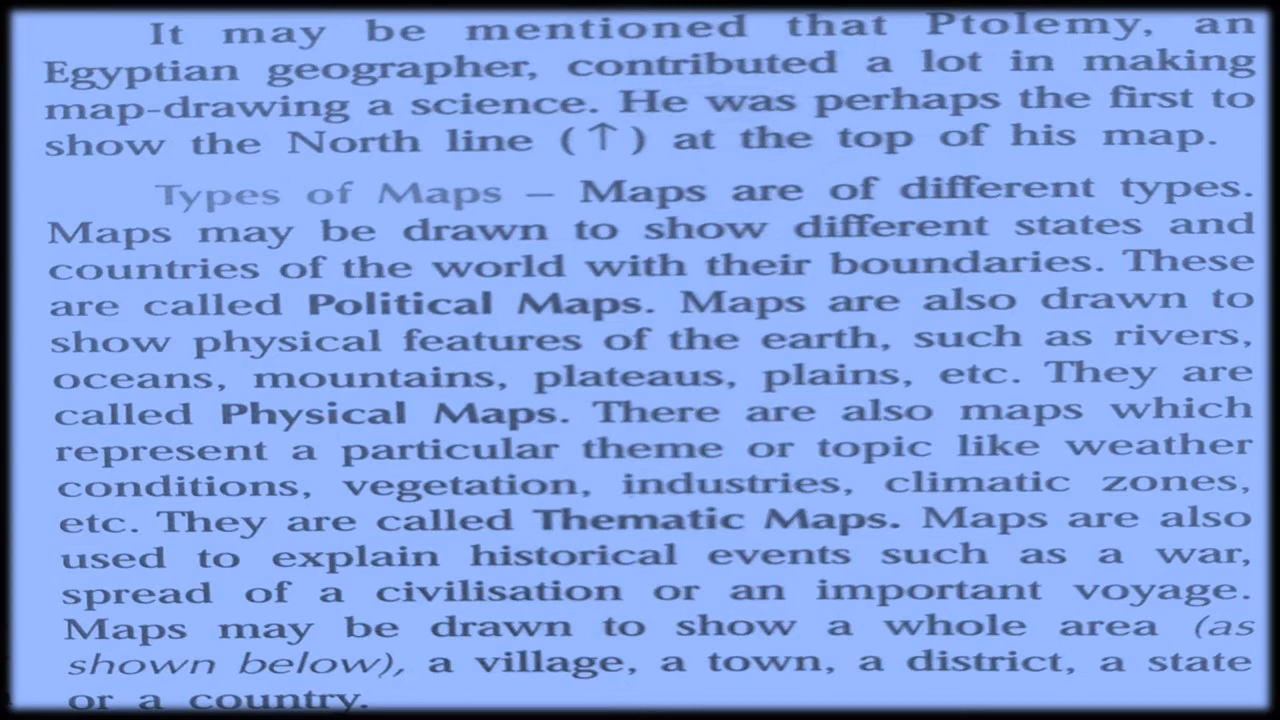 It may be mentioned that Ptolemy, an
Egyptian geographer, contributed a lot in making
map-drawing a science. He was perhaps the first to
show the North line (↑) at the top of his map.
Types of Maps – Maps are of different types.
Maps may be drawn to show different states and
countries of the world with their boundaries. These
are called Political Maps. Maps are also drawn to
show physical features of the earth, such as rivers,
oceans, mountains, plateaus, plains, etc. They are
called Physical Maps. There are also maps which
represent a particular theme or topic like weather
conditions, vegetation, industries, climatic zones,
etc. They are called Thematic Maps. Maps are also
used to explain historical events such as a war,
spread of a civilisation or an important voyage.
Maps may be drawn to show a whole area (as
shown below), a village, a town, a district, a state
or a country.